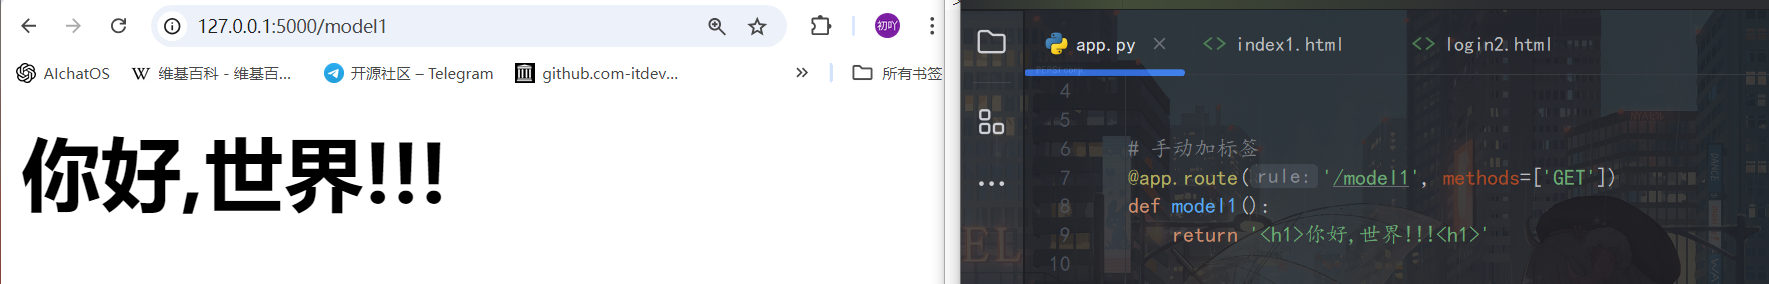 127.0.0.1:5000/model1
初吖
AIchatOS
维基百科 - 维基百...
开源社区 – Telegram
github.com-itdev...
所有书签
你好,世界!!!
app.py
index1.html
login2.html
4
5
6 # 手动加标签
7 @app.route( rule: '/model1', methods=['GET'])
8 def model1():
9 return '<h1>你好,世界!!!<h1>'
10